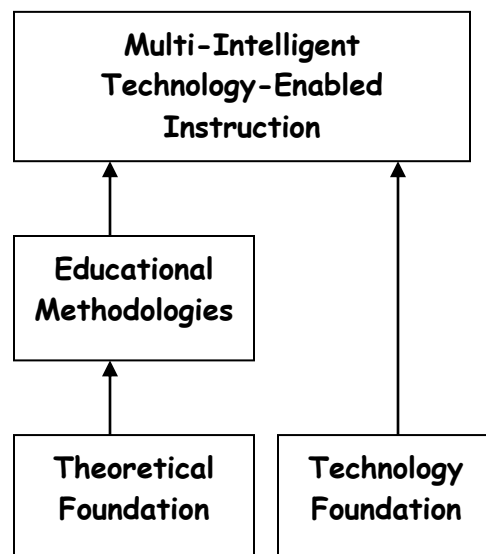 Multi-Intelligent
Technology-Enabled
Instruction
Educational
Methodologies
Theoretical
Foundation
Technology
Foundation